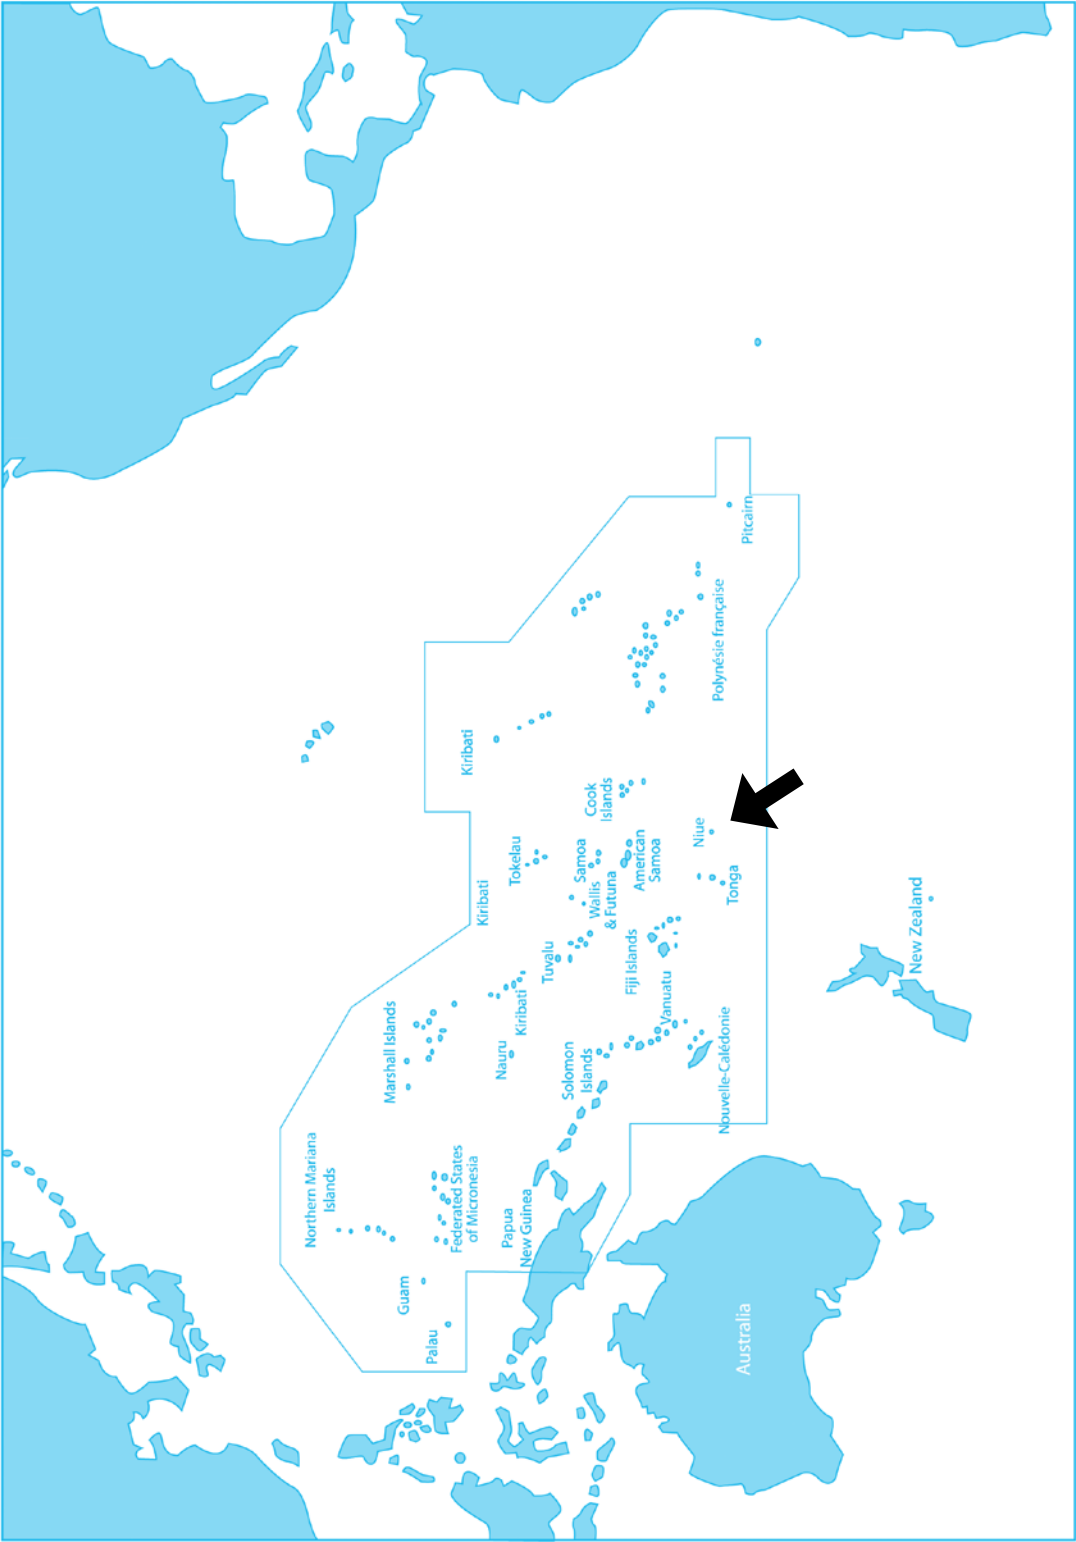 Northern Mariana
Islands
Guam
Palau
Marshall Islands
Federated States
of Micronesia
Papua
New Guinea
Nauru
Kiribati
Kiribati
Kiribati
Solomon
Islands
Tuvalu
Tokelau
Wallis
& Futuna
Samoa
American
Samoa
Cook
Islands
Fiji Islands
Vanuatu
Nouvelle-Calédonie
Tonga
Niue
Polynésie française
Pitcairn
Australia
New Zealand